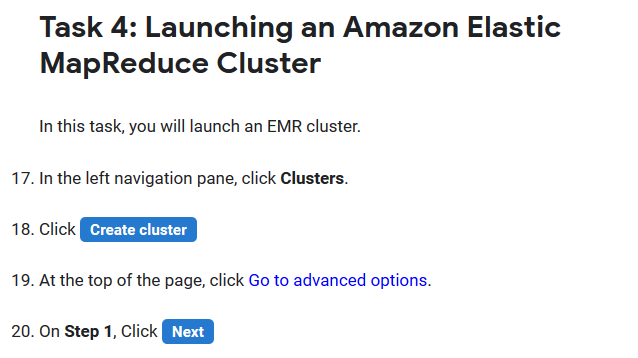 Task 4: Launching an Amazon Elastic
MapReduce Cluster
In this task, you will launch an EMR cluster.
17. In the left navigation pane, click Clusters.
18. Click Create cluster
19. At the top of the page, click Go to advanced options.
20. On Step 1, Click Next